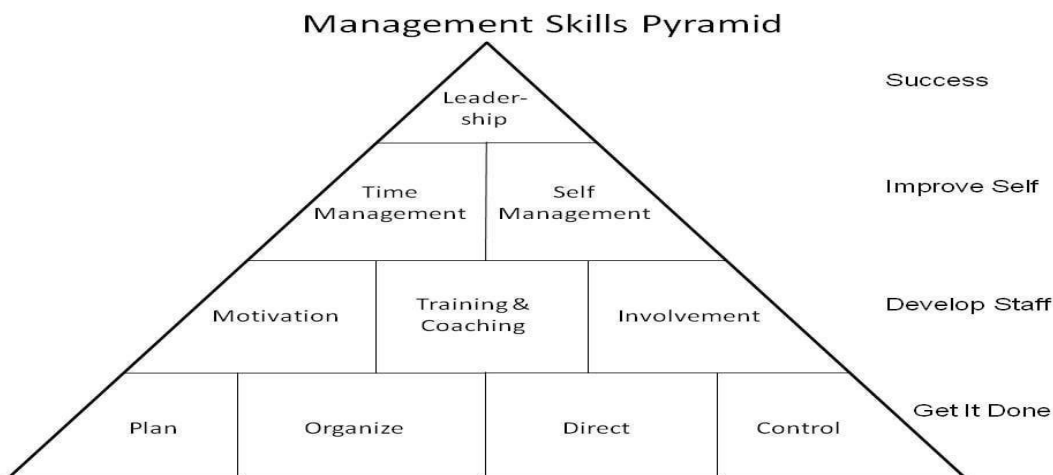 Management Skills Pyramid
Leader-
ship
Success
Time
Management
Self
Management
Improve Self
Motivation
Training &
Coaching
Involvement
Develop Staff
Plan
Organize
Direct
Control
Get It Done